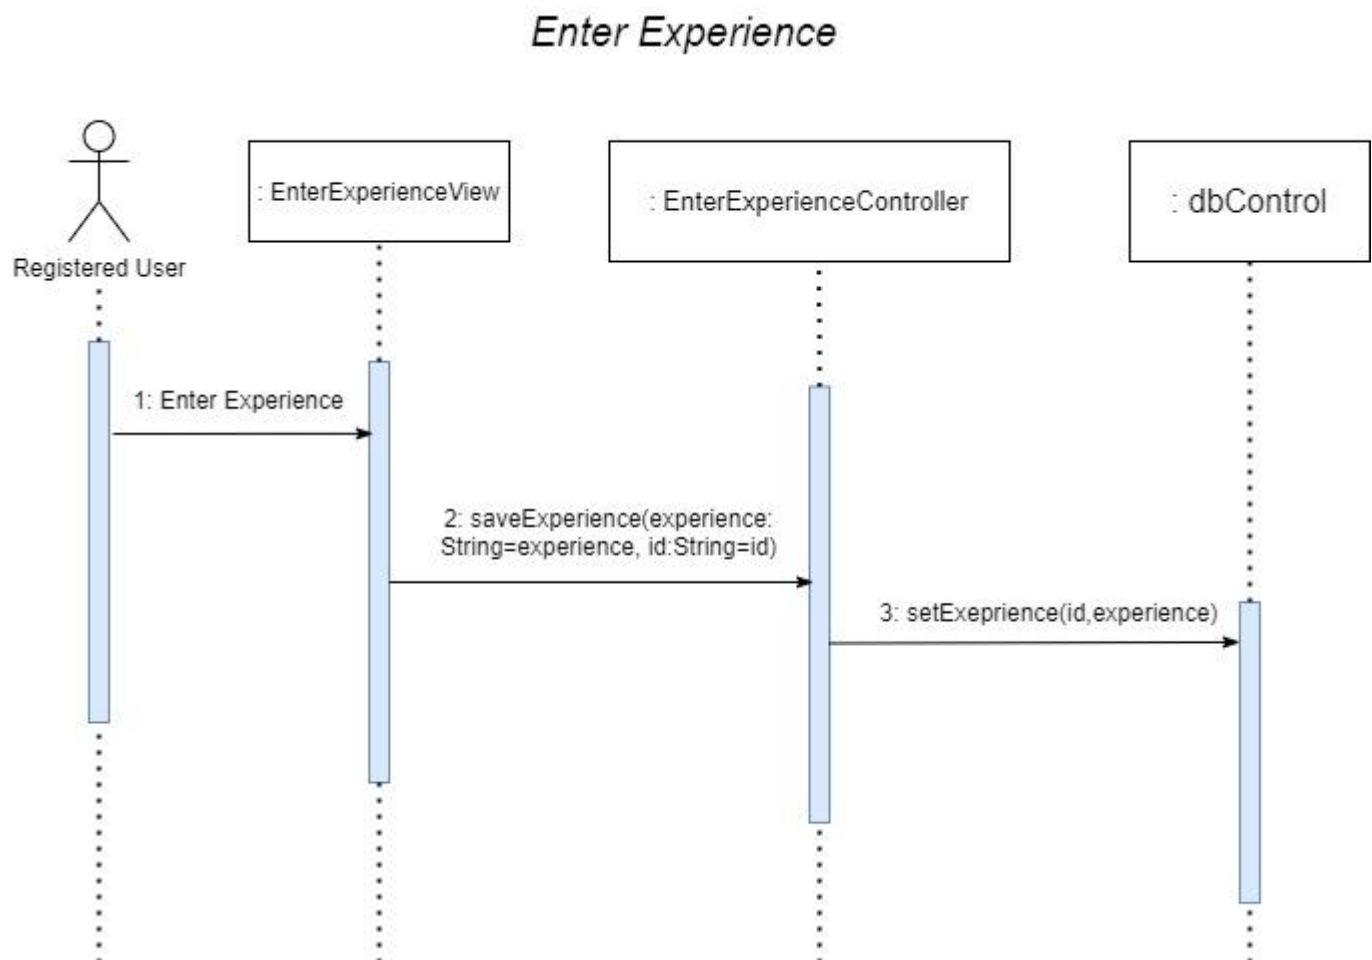 Enter Experience
: EnterExperienceView
: EnterExperienceController
: dbControl
Registered User
1: Enter Experience
2: saveExperience(experience:
String=experience, id:String=id)
3: setExeprience(id,experience)